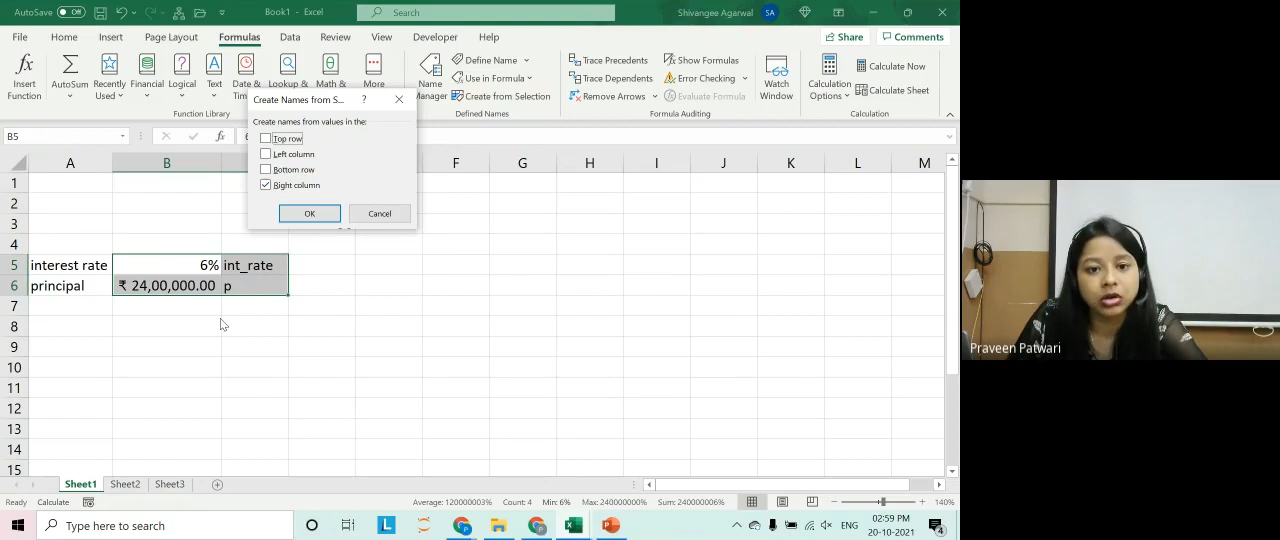 AutoSave Off Book1 - Excel Search Shivangee Agarwal SA
File Home Insert Page Layout Formulas Data Review View Developer Help Share Comments
Insert Function
AutoSum
Recently Used
Financial
Logical
Text
Date &
Lookup &
Math &
More
Name Manager
Define Name
Use in Formula
Create from Selection
Trace Precedents
Trace Dependents
Remove Arrows
Show Formulas
Error Checking
Evaluate Formula
Watch Window
Calculation Options
Calculate Now
Calculate Sheet
Function Library Defined Names Formula Auditing Calculation
Create Names from S... ?
Create names from values in the:
Top row
Left column
Bottom row
Right column
OK Cancel
B5 fx
A B F G H I J K L M
1
2
3
4
5 interest rate 6% int_rate
6 principal ₹ 24,00,000.00 p
7
8
9
10
11
12
13
14
15
Sheet1 Sheet2 Sheet3
Ready Calculate Average: 120000003% Count: 4 Min: 6% Max: 240000000% Sum: 240000006% 140%
Type here to search L P ENG 02:59 PM
20-10-2021 4
Praveen Patwari